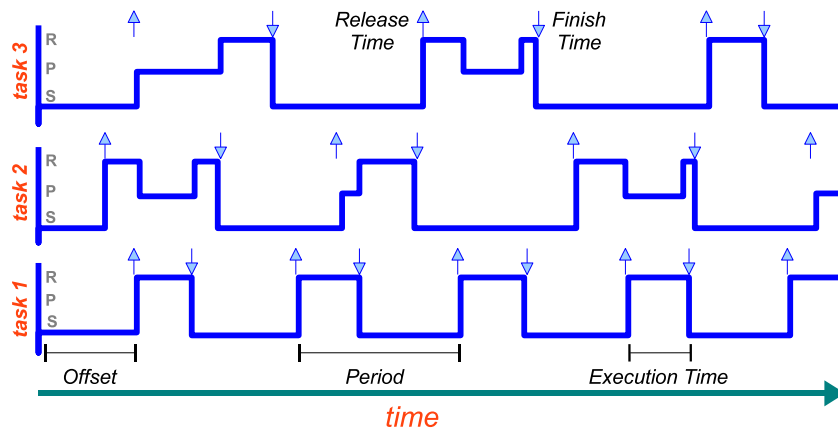 Release Time
Finish Time
task 3
R
P
S
task 2
R
P
S
task 1
R
P
S
Offset
Period
Execution Time
time